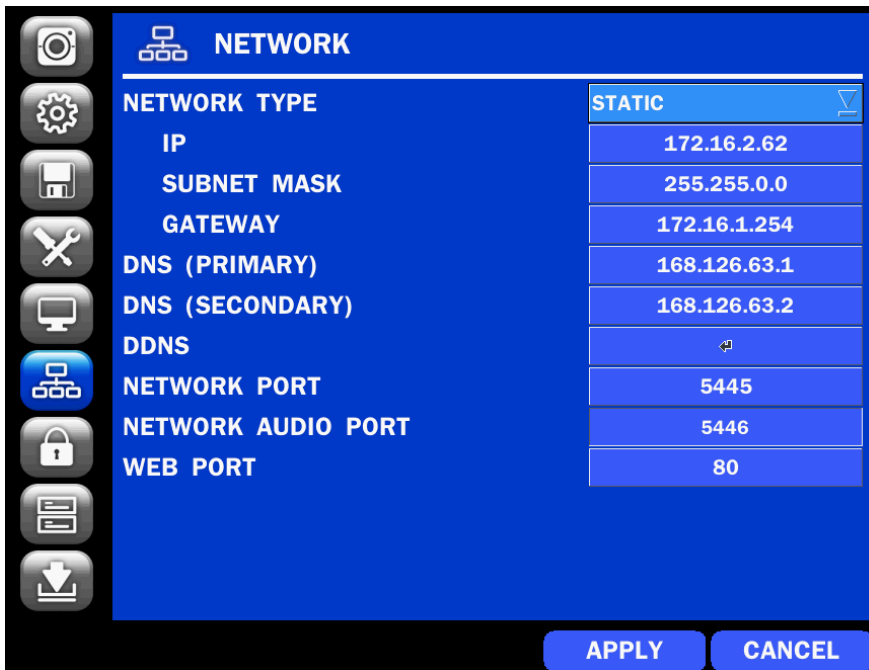 NETWORK
NETWORK TYPE STATIC
IP 172.16.2.62
SUBNET MASK 255.255.0.0
GATEWAY 172.16.1.254
DNS (PRIMARY) 168.126.63.1
DNS (SECONDARY) 168.126.63.2
DDNS
NETWORK PORT 5445
NETWORK AUDIO PORT 5446
WEB PORT 80
APPLY CANCEL